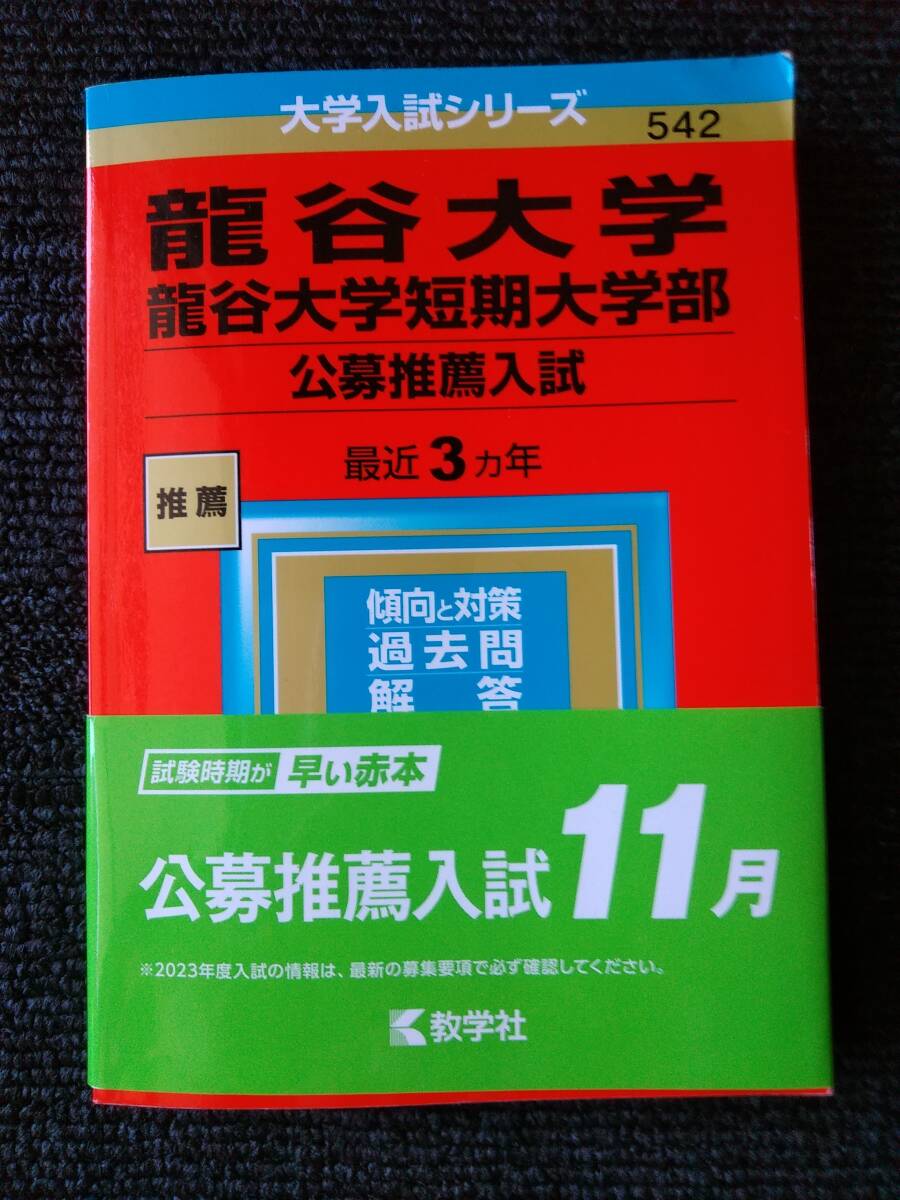 大学入試シリーズ
542
龍谷大学
龍谷大学短期大学部
公募推薦入試
最近3カ年
推薦
傾向と対策
過去問
解答
試験時期が早い赤本
公募推薦入試11月
※2023年度入試の情報は、最新の募集要項で必ず確認してください。
教学社